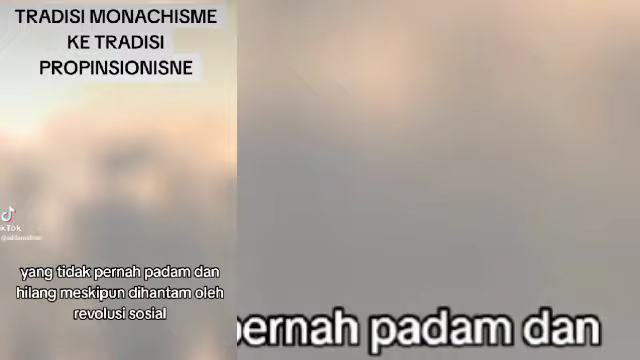 TRADISI MONACHISME
KE TRADISI
PROPINSIONISNE
yang tidak pernah padam dan
hilang meskipun dihantam oleh
revolusi sosial
pernah padam dan